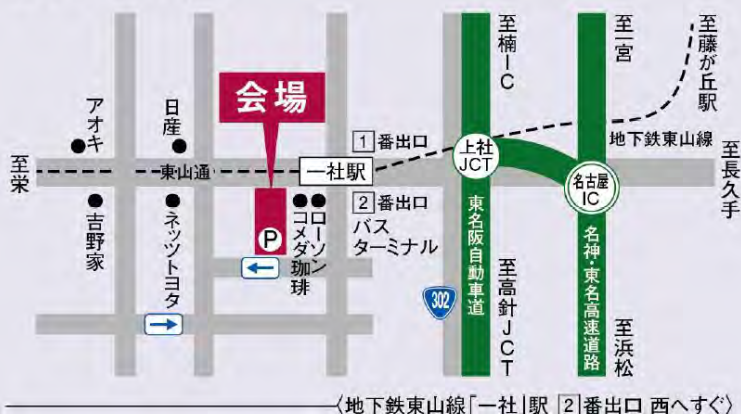 至楠IC
至一宮
至藤が丘駅
会場
アオキ
日産
1番出口
上社
JCT
地下鉄東山線
至栄
東山通
一社駅
名古屋
IC
至長久手
2番出口
バス
ターミナル
吉野家
ネッツトヨタ
P
コメダ珈琲
ローソン
東名阪自動車道
名神・東名高速道路
302
至高針JCT
至浜松
〈地下鉄東山線「一社」駅 2番出口 西へすぐ〉